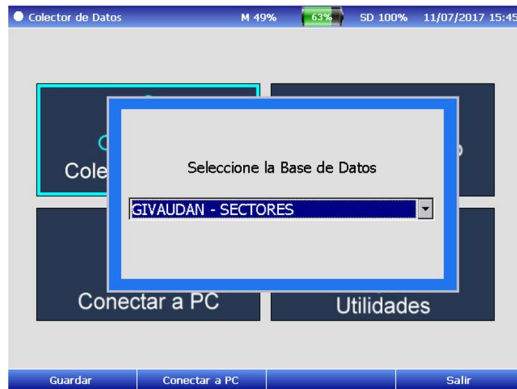 Colector de Datos M 49% 63% SD 100% 11/07/2017 15:45
Seleccione la Base de Datos
GIVAUDAN - SECTORES
Conectar a PC Utilidades
Guardar Conectar a PC Salir